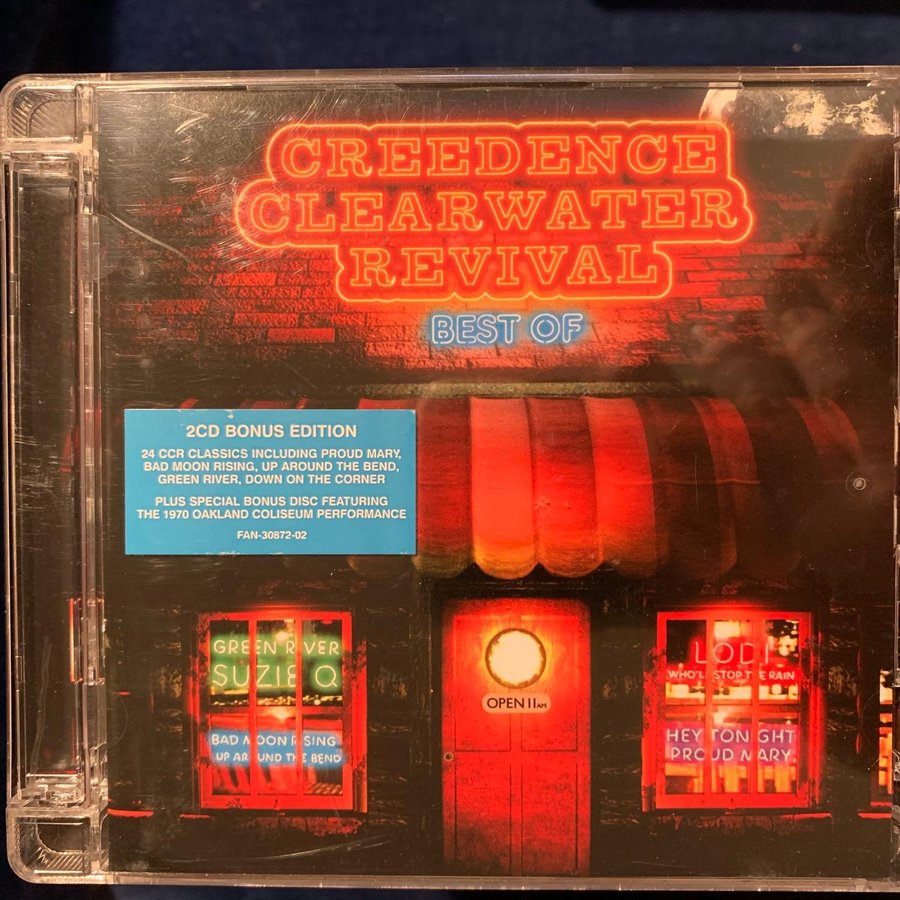 CREEDENCE
CLEARWATER
REVIVAL
BEST OF
2CD BONUS EDITION
24 CCR CLASSICS INCLUDING PROUD MARY,
BAD MOON RISING, UP AROUND THE BEND,
GREEN RIVER, DOWN ON THE CORNER
PLUS SPECIAL BONUS DISC FEATURING
THE 1970 OAKLAND COLISEUM PERFORMANCE
FAN-30872-02
GREEN RIVER
SUZIE Q
BAD MOON RISING
UP AROUND THE BEND
OPEN 11 AM
LODI
WHO'LL STOP THE RAIN
HEY TONIGHT
PROUD MARY